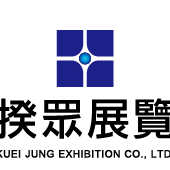 揆眾展覽
KUEI JUNG EXHIBITION CO., LTD